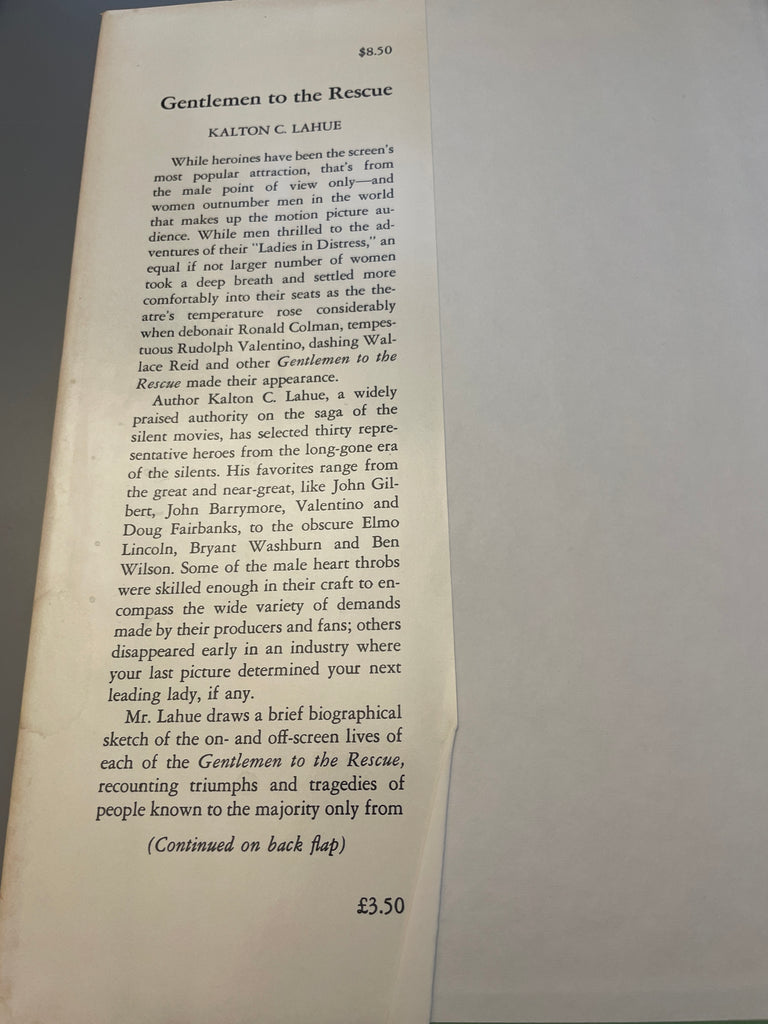 $8.50
Gentlemen to the Rescue
KALTON C. LAHUE
While heroines have been the screen's
most popular attraction, that's from
the male point of view only—and
women outnumber men in the world
that makes up the motion picture au-
dience. While men thrilled to the ad-
ventures of their "Ladies in Distress," an
equal if not larger number of women
took a deep breath and settled more
comfortably into their seats as the the-
atre's temperature rose considerably
when debonair Ronald Colman, tempes-
tuous Rudolph Valentino, dashing Wal-
lace Reid and other Gentlemen to the
Rescue made their appearance.
Author Kalton C. Lahue, a widely
praised authority on the saga of the
silent movies, has selected thirty repre-
sentative heroes from the long-gone era
of the silents. His favorites range from
the great and near-great, like John Gil-
bert, John Barrymore, Valentino and
Doug Fairbanks, to the obscure Elmo
Lincoln, Bryant Washburn and Ben
Wilson. Some of the male heart throbs
were skilled enough in their craft to en-
compass the wide variety of demands
made by their producers and fans; others
disappeared early in an industry where
your last picture determined your next
leading lady, if any.
Mr. Lahue draws a brief biographical
sketch of the on- and off-screen lives of
each of the Gentlemen to the Rescue,
recounting triumphs and tragedies of
people known to the majority only from
(Continued on back flap)
£3.50